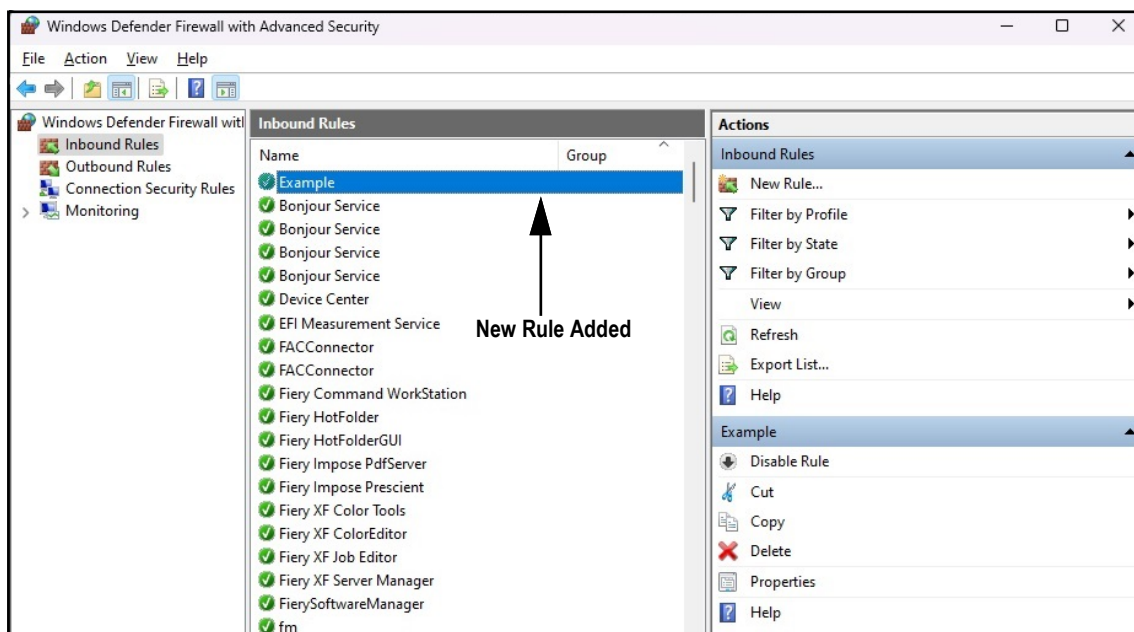 Windows Defender Firewall with Advanced Security
File Action View Help
Windows Defender Firewall witl
Inbound Rules
Outbound Rules
Connection Security Rules
Monitoring
Inbound Rules
Name Group
Example
Bonjour Service
Bonjour Service
Bonjour Service
Bonjour Service
Device Center
EFI Measurement Service
FACConnector
FACConnector
Fiery Command WorkStation
Fiery HotFolder
Fiery HotFolderGUI
Fiery Impose PdfServer
Fiery Impose Prescient
Fiery XF Color Tools
Fiery XF ColorEditor
Fiery XF Job Editor
Fiery XF Server Manager
FierySoftwareManager
fm
New Rule Added
Actions
Inbound Rules
New Rule...
Filter by Profile
Filter by State
Filter by Group
View
Refresh
Export List...
Help
Example
Disable Rule
Cut
Copy
Delete
Properties
Help